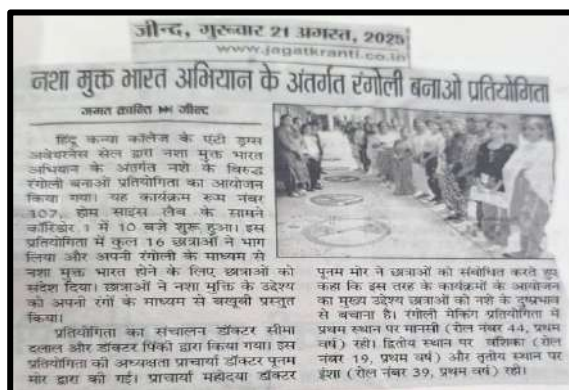 जीन्द, गुरूवार 21 अगस्त, 2025
www.jagatkranti.co.in
नशा मुक्त भारत अभियान के अंतर्गत रंगोली बनाओ प्रतियोगिता
जगत क्रान्ति ▸▸ जीन्द
हिंदू कन्या कॉलेज के एंटी ड्रग्स
अवेयरनेस सेल द्वारा नशा मुक्त भारत
अभियान के अंतर्गत नशे के विरुद्ध
रंगोली बनाओ प्रतियोगिता का आयोजन
किया गया। यह कार्यक्रम रूम नंबर
107, होम साइंस लैब के सामने
कॉरिडोर 1 में 10 बजे शुरू हुआ। इस
प्रतियोगिता में कुल 16 छात्राओं ने भाग
लिया और अपनी रंगोली के माध्यम से
नशा मुक्त भारत होने के लिए छात्राओं को
संदेश दिया। छात्राओं ने नशा मुक्ति के उद्देश्य
को अपनी रंगों के माध्यम से बखूबी प्रस्तुत
किया।
प्रतियोगिता का संचालन डॉक्टर सीमा
दलाल और डॉक्टर पिंकी द्वारा किया गया। इस
प्रतियोगिता की अध्यक्षता प्राचार्या डॉक्टर पूनम
मोर द्वारा की गई। प्राचार्या महोदया डॉक्टर
पूनम मोर ने छात्राओं को संबोधित करते हुए
कहा कि इस तरह के कार्यक्रमों के आयोजन
का मुख्य उद्देश्य छात्राओं को नशे के दुष्प्रभाव
से बचाना है। रंगोली मेकिंग प्रतियोगिता में
प्रथम स्थान पर मानसी (रोल नंबर 44, प्रथम
वर्ष) रही। द्वितीय स्थान पर वंशिका (रोल
नंबर 19, प्रथम वर्ष) और तृतीय स्थान पर
ईशा (रोल नंबर 39, प्रथम वर्ष) रही।